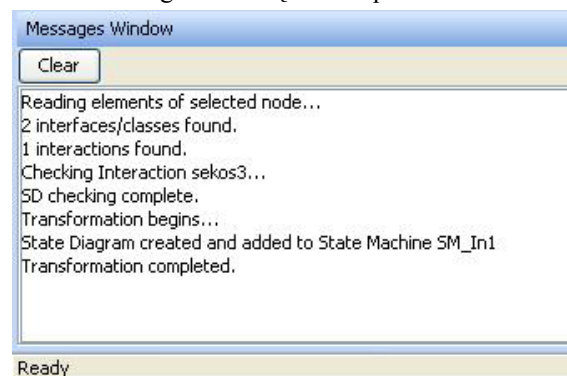 Messages Window
Clear
Reading elements of selected node...
2 interfaces/classes found.
1 interactions found.
Checking Interaction sekos3...
SD checking complete.
Transformation begins...
State Diagram created and added to State Machine SM_In1
Transformation completed.
Ready